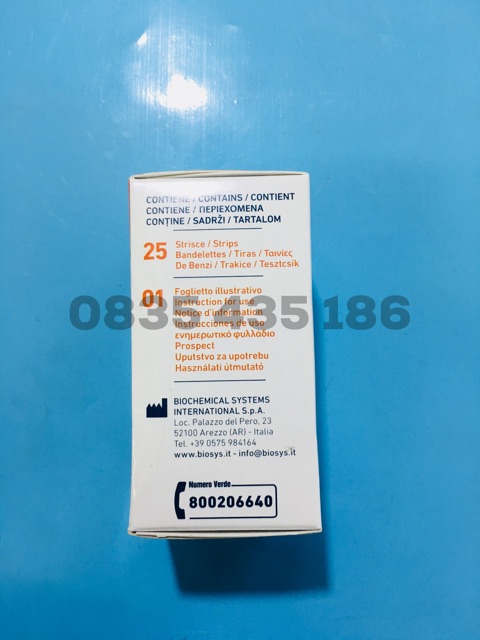 CONTIENE / CONTAINS / CONTIENT
CONTIENE / ΠΕΡΙΕΧΟΜΕΝΑ
CONȚINE / SADRŽI / TARTALOM
25 Strisce / Strips
Bandelettes / Tiras / Ταινίες
De Benzi / Trakice / Tesztcsík
01 Foglietto illustrativo
Instruction for use
Notice d'information
Instrucciones de uso
ενημερωτικό φυλλάδιο
Prospect
Uputstvo za upotrebu
Használati útmutató
0835 435 186
BIOCHEMICAL SYSTEMS
INTERNATIONAL S.p.A.
Loc. Palazzo del Pero, 23
52100 Arezzo (AR) - Italia
Tel. +39 0575 984164
www.biosys.it - info@biosys.it
Numero Verde
800206640